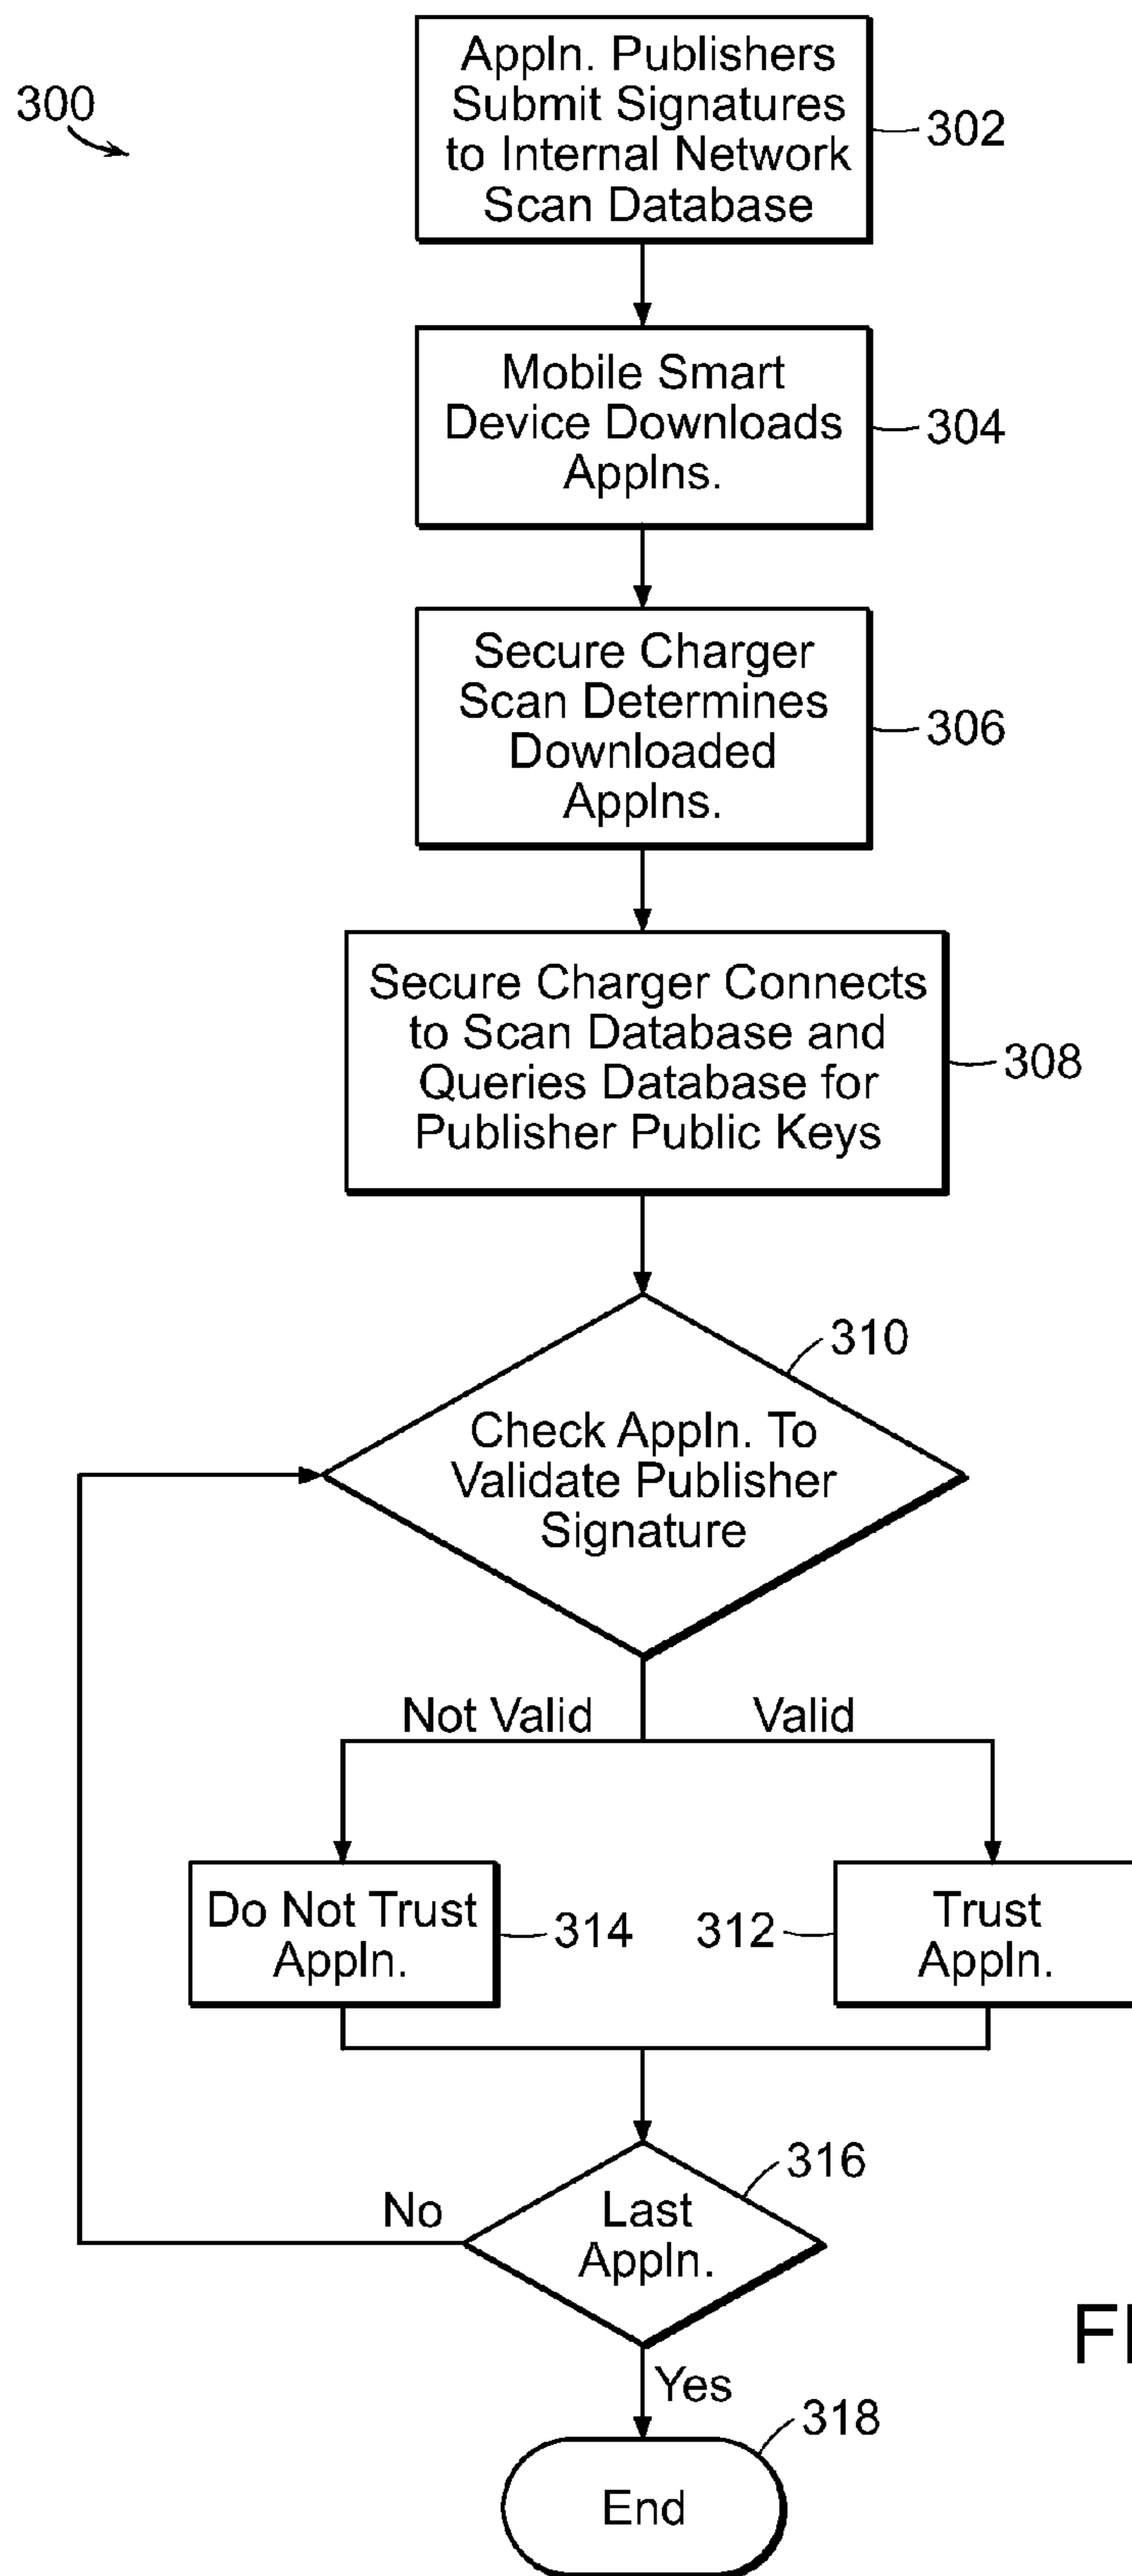 300
Appln. Publishers
Submit Signatures
to Internal Network
Scan Database
302
Mobile Smart
Device Downloads
Applns.
304
Secure Charger
Scan Determines
Downloaded
Applns.
306
Secure Charger Connects
to Scan Database and
Queries Database for
Publisher Public Keys
308
310
Check Appln. To
Validate Publisher
Signature
Not Valid
Valid
Do Not Trust
Appln.
314
312
Trust
Appln.
316
No
Last
Appln.
Yes
318
End